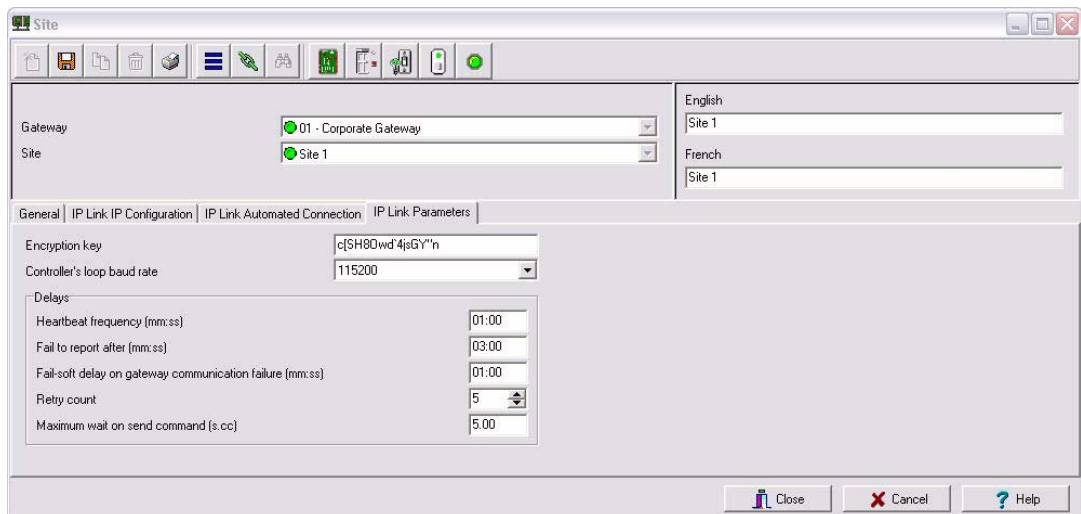 Site
English
Gateway 01 - Corporate Gateway Site 1
Site Site 1 French
Site 1
General IP Link IP Configuration IP Link Automated Connection IP Link Parameters
Encryption key c[SH8Dwd`4jsG'Y"'n
Controller's loop baud rate 115200
Delays
Heartbeat frequency (mm:ss) 01:00
Fail to report after (mm:ss) 03:00
Fail-soft delay on gateway communication failure (mm:ss) 01:00
Retry count 5
Maximum wait on send command (s.cc) 5.00
Close Cancel Help